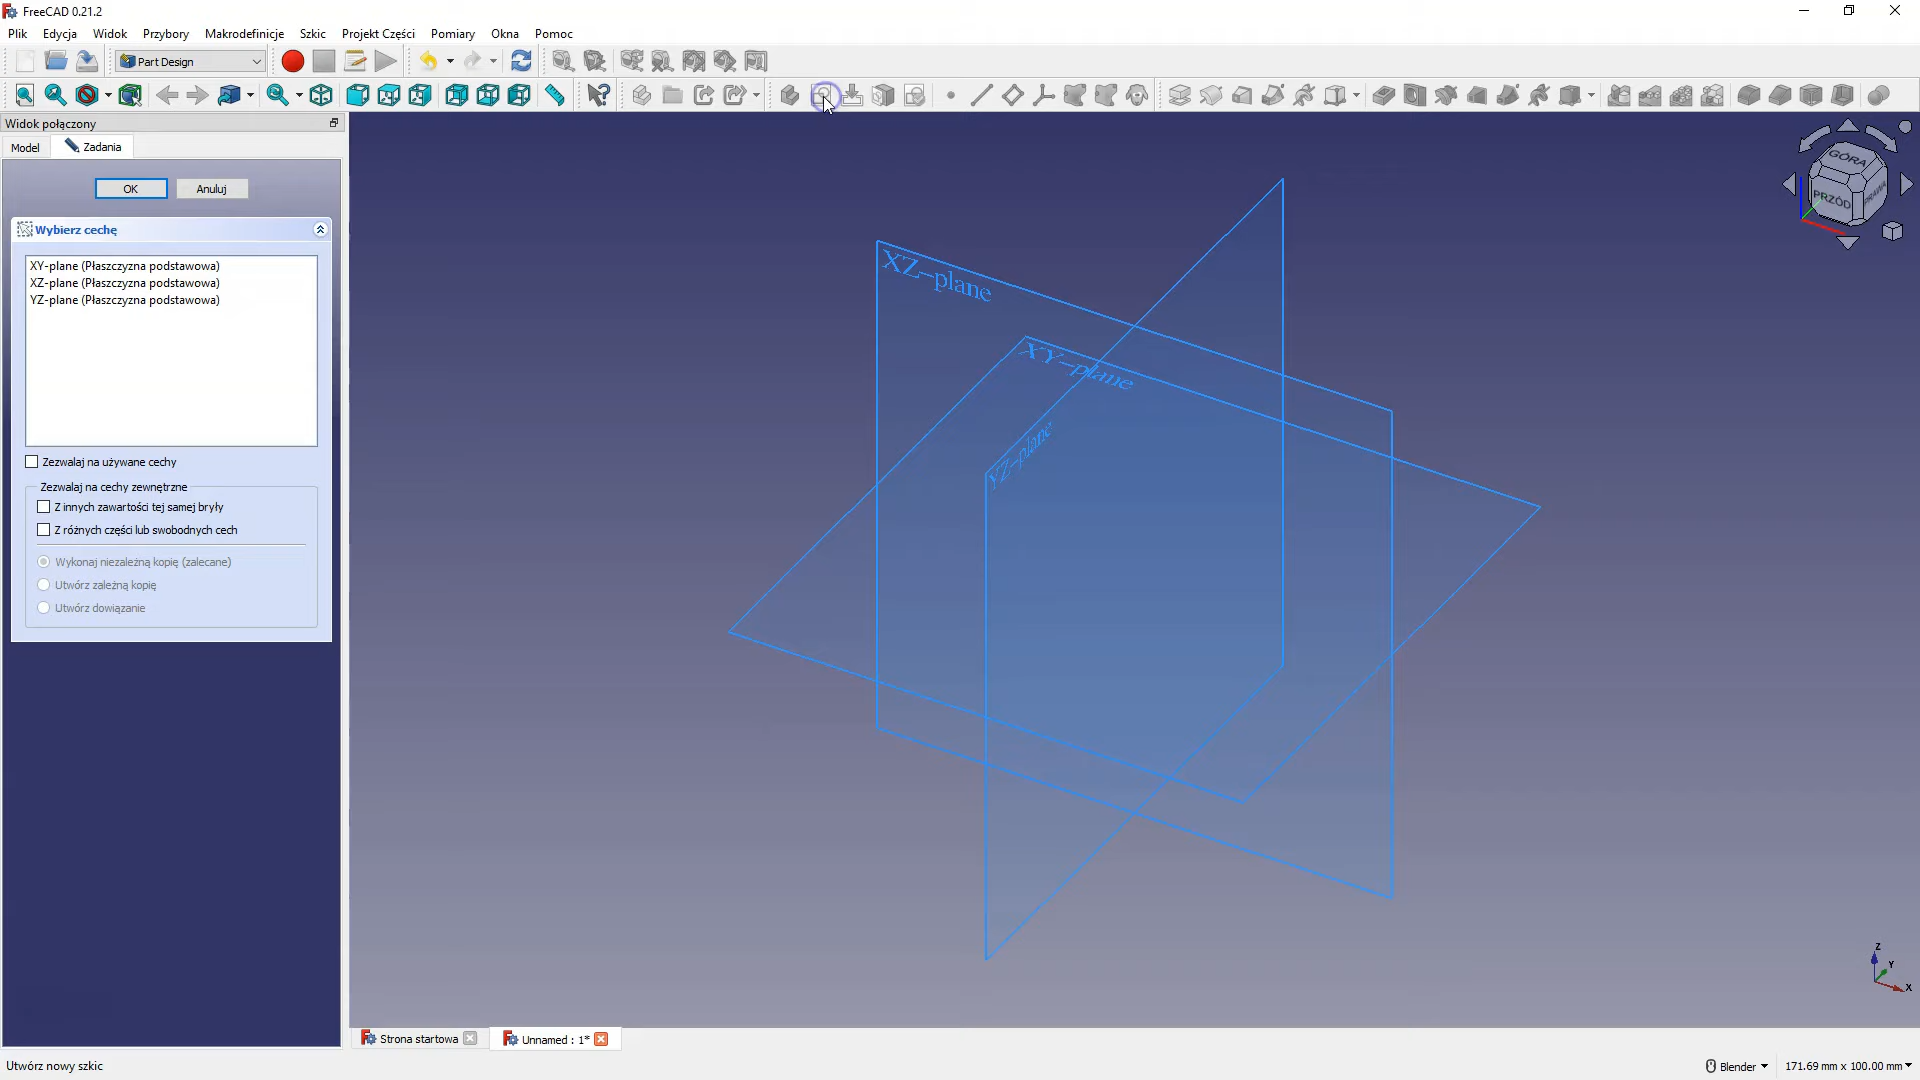 FreeCAD 0.21.2
Plik Edycja Widok Przybory Makrodefinicje Szkic Projekt Części Pomiary Okna Pomoc
Part Design
Widok połączony
Model Zadania
OK Anuluj
Wybierz cechę
XY-plane (Płaszczyzna podstawowa)
XZ-plane (Płaszczyzna podstawowa)
YZ-plane (Płaszczyzna podstawowa)
Zezwalaj na używane cechy
Zezwalaj na cechy zewnętrzne
Z innych zawartości tej samej bryły
Z różnych części lub swobodnych cech
Wykonaj niezależną kopię (zalecane)
Utwórz zależną kopię
Utwórz dowiązanie
XZ-plane
XY-plane
YZ-plane
GÓRA
PRZÓD
PRAWA
Z
Y
X
Strona startowa
Unnamed : 1*
Utwórz nowy szkic
Blender
171.69 mm x 100.00 mm